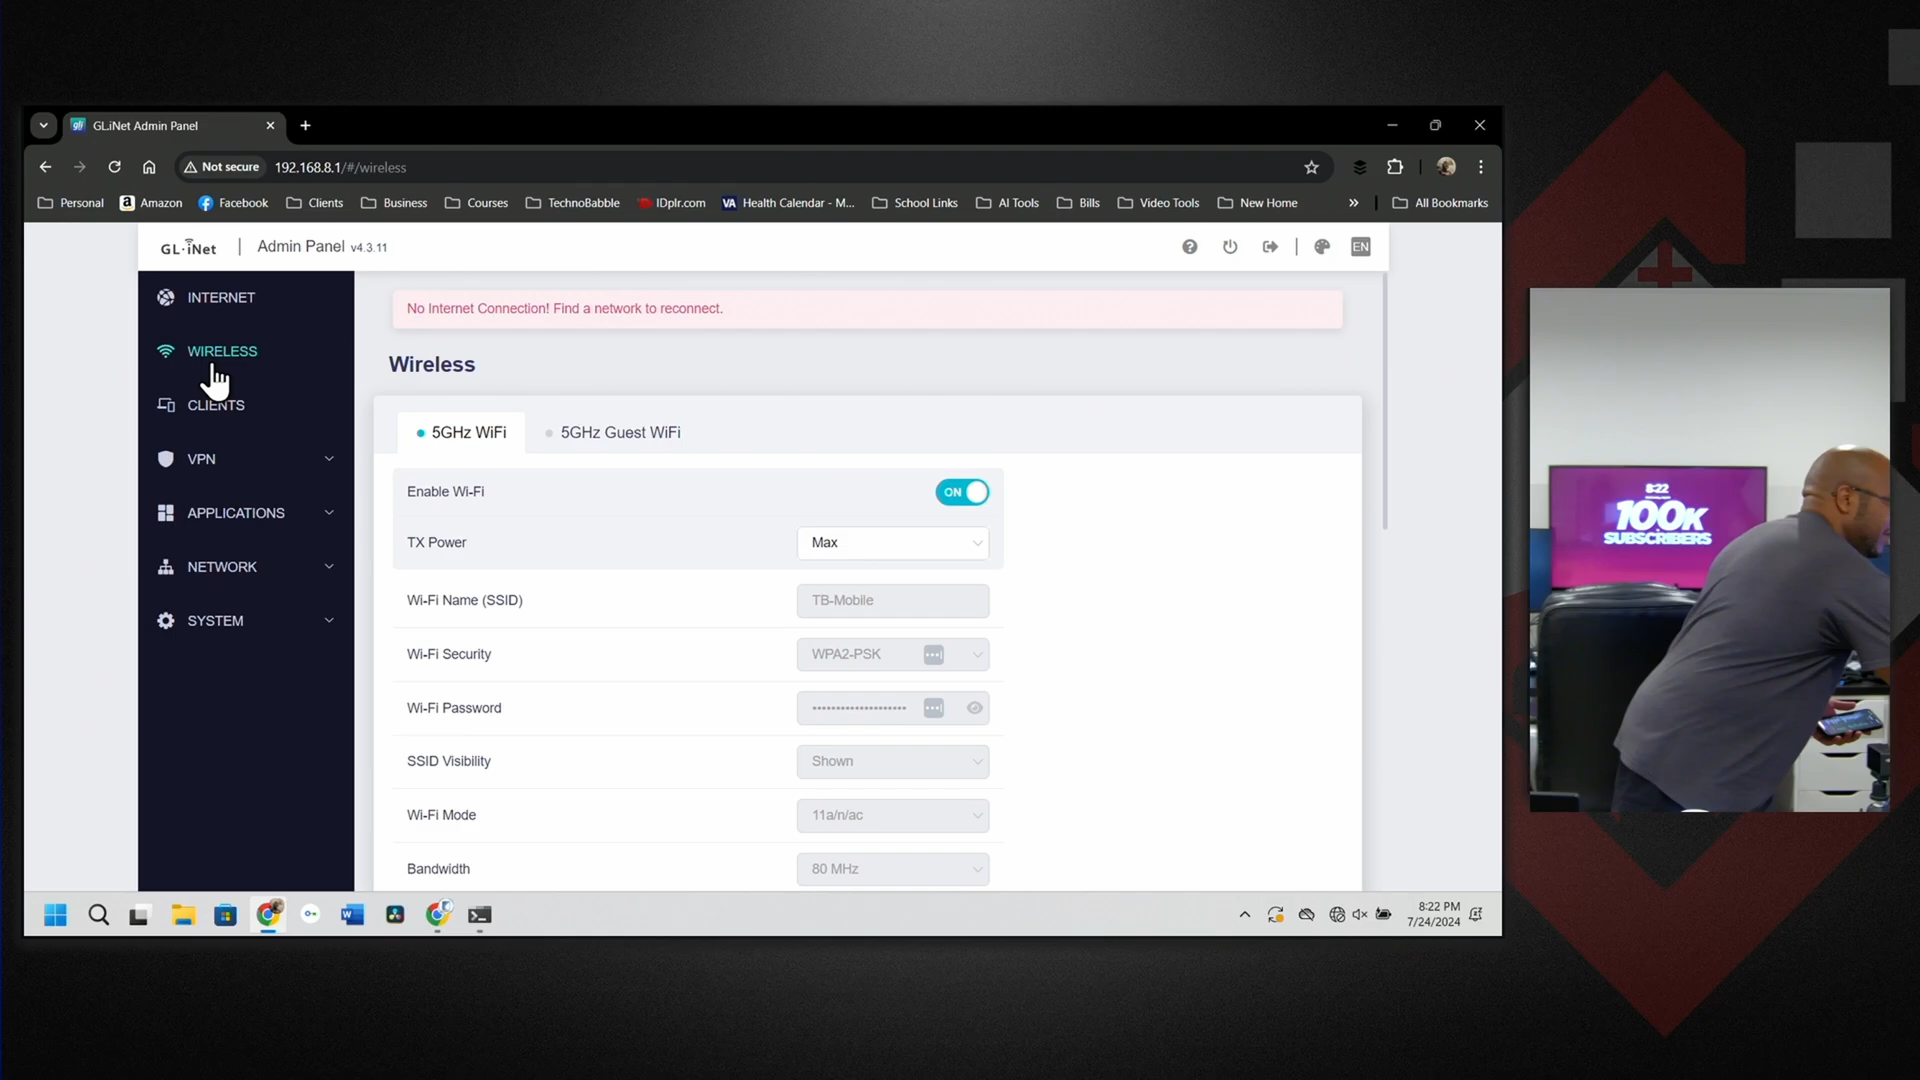 GL.iNet Admin Panel
Not secure 192.168.8.1/#/wireless
Personal Amazon Facebook Clients Business Courses TechnoBabble IDplr.com VA Health Calendar - M... School Links AI Tools Bills Video Tools New Home » All Bookmarks
GL·iNet | Admin Panel v4.3.11 EN
INTERNET
WIRELESS
CLIENTS
VPN
APPLICATIONS
NETWORK
SYSTEM
No Internet Connection! Find a network to reconnect.
Wireless
5GHz WiFi 5GHz Guest WiFi
Enable Wi-Fi ON
TX Power Max
Wi-Fi Name (SSID) TB-Mobile
Wi-Fi Security WPA2-PSK
Wi-Fi Password ••••••••••••••••••••
SSID Visibility Shown
Wi-Fi Mode 11a/n/ac
Bandwidth 80 MHz
8:22 PM
7/24/2024
8:22
100K
SUBSCRIBERS